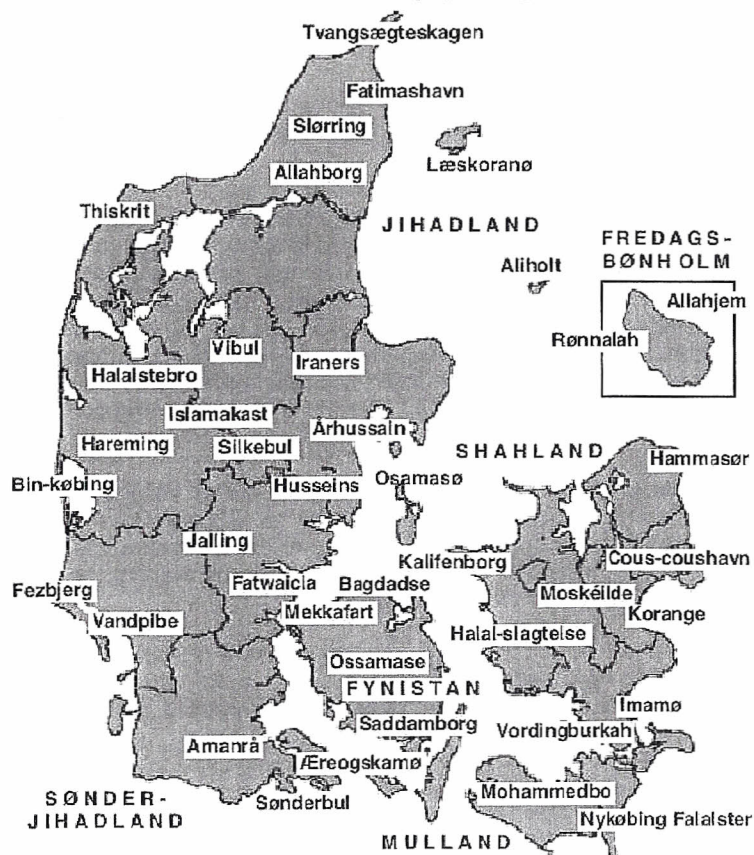 Tvangsægteskagen
Fatimashavn
Slørring
Læskoranø
Allahborg
Thiskrit
JIHADLAND
FREDAGS-
BØNHOLM
Aliholt
Allahjem
Rønnalah
Vibul
Iraners
Halalstebro
Islamakast
Århussain
Hareming
Silkebul
SHAHLAND
Hammasør
Bin-købing
Husseins
Osamasø
Jalling
Kalifenborg
Cous-coushavn
Fezbjerg
Fatwaicia
Bagdadse
Moskéilde
Vandpibe
Mekkafart
Korange
Halal-slagtelse
Ossamase
FYNISTAN
Imamø
Saddamborg
Vordingburkah
Amanrå
Æreogskamø
Mohammedbo
SØNDER-
JIHADLAND
Sønderbul
Nykøbing Falalster
MULLAND